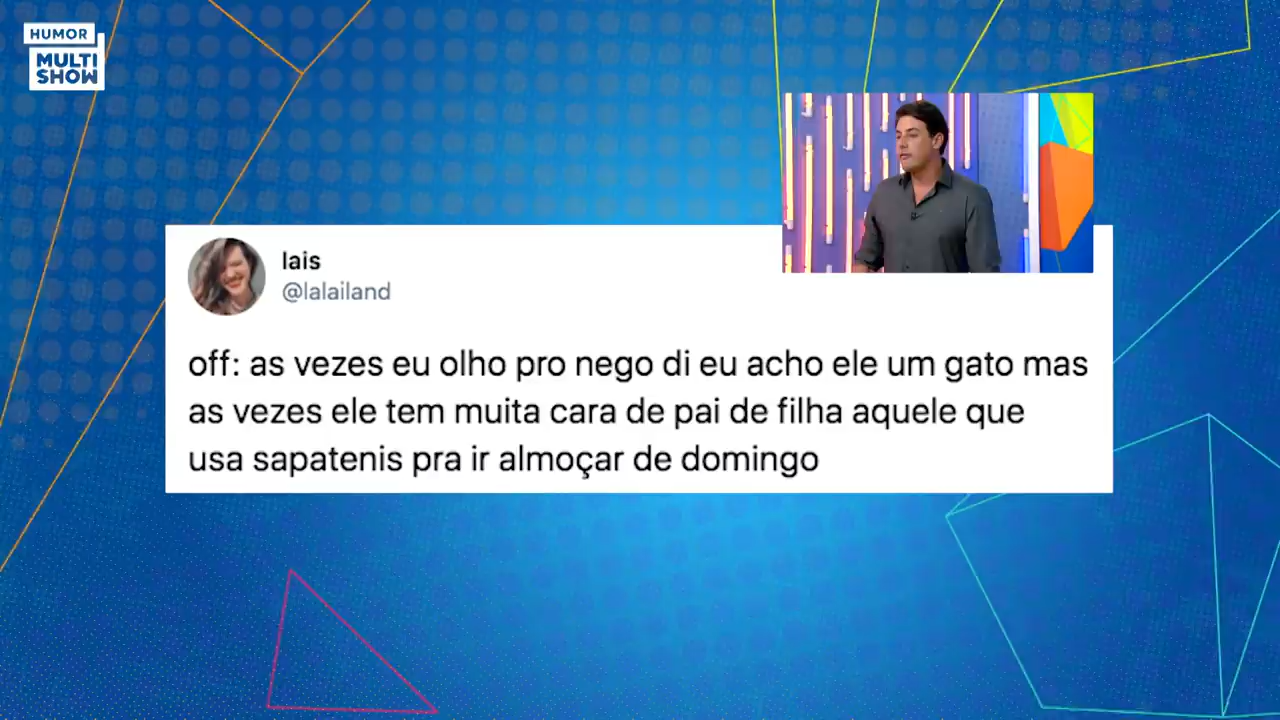 HUMOR
MULTI
SHOW
lais
@lalailand
off: as vezes eu olho pro nego di eu acho ele um gato mas
as vezes ele tem muita cara de pai de filha aquele que
usa sapatenis pra ir almoçar de domingo